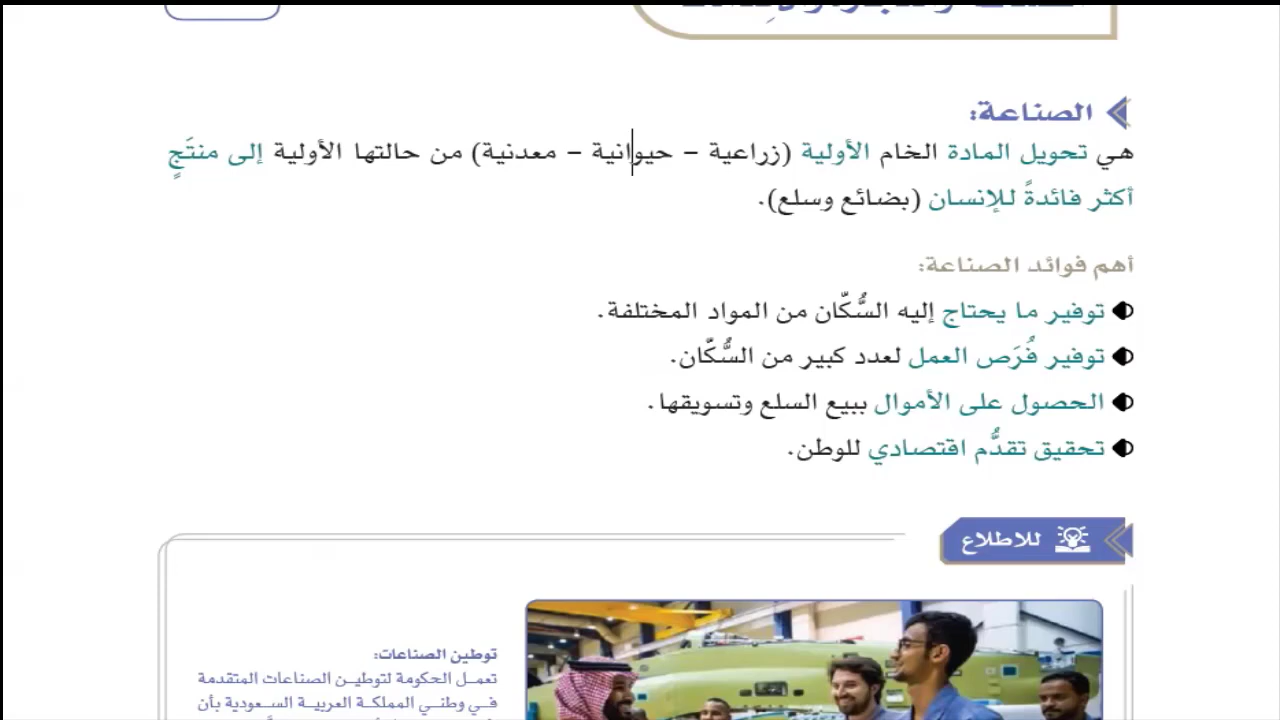 الصناعة:
هي تحويل المادة الخام الأولية (زراعية – حيوانية – معدنية) من حالتها الأولية إلى منتَجٍ
أكثر فائدةً للإنسان (بضائع وسلع).
أهم فوائد الصناعة:
توفير ما يحتاج إليه السُّكّان من المواد المختلفة.
توفير فُرَص العمل لعدد كبير من السُّكّان.
الحصول على الأموال ببيع السلع وتسويقها.
تحقيق تقدُّم اقتصادي للوطن.
للاطلاع
توطين الصناعات:
تعمل الحكومة لتوطين الصناعات المتقدمة
في وطني المملكة العربية السعودية بأن